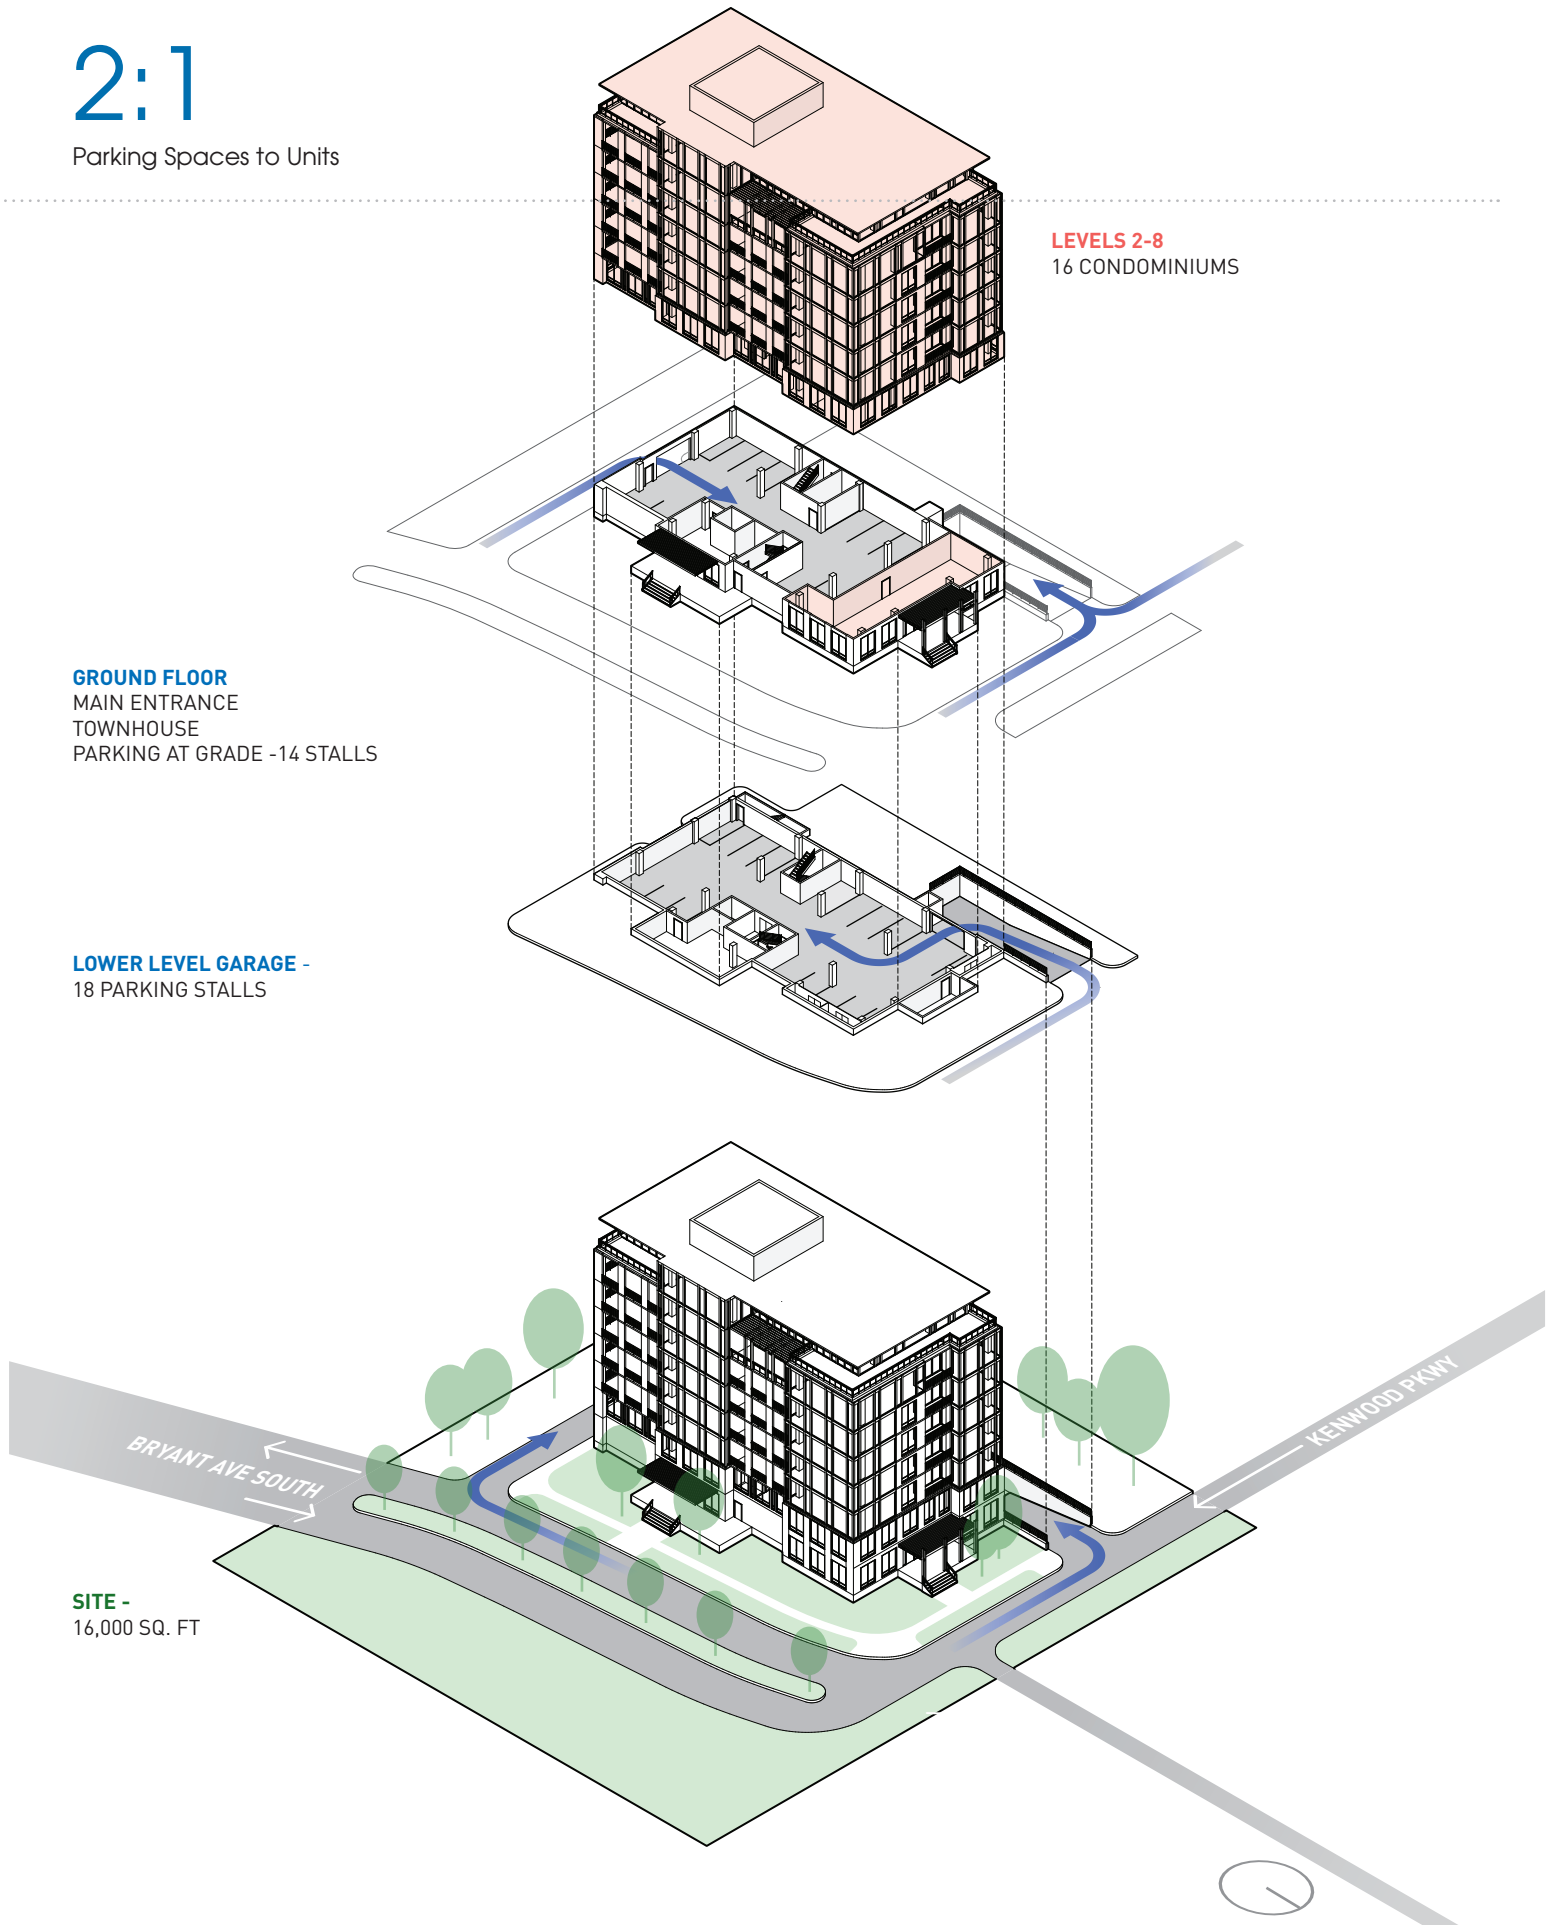 2:1
Parking Spaces to Units
LEVELS 2-8
16 CONDOMINIUMS
GROUND FLOOR
MAIN ENTRANCE
TOWNHOUSE
PARKING AT GRADE -14 STALLS
LOWER LEVEL GARAGE -
18 PARKING STALLS
KENWOOD PKWY
BRYANT AVE SOUTH
SITE -
16,000 SQ. FT